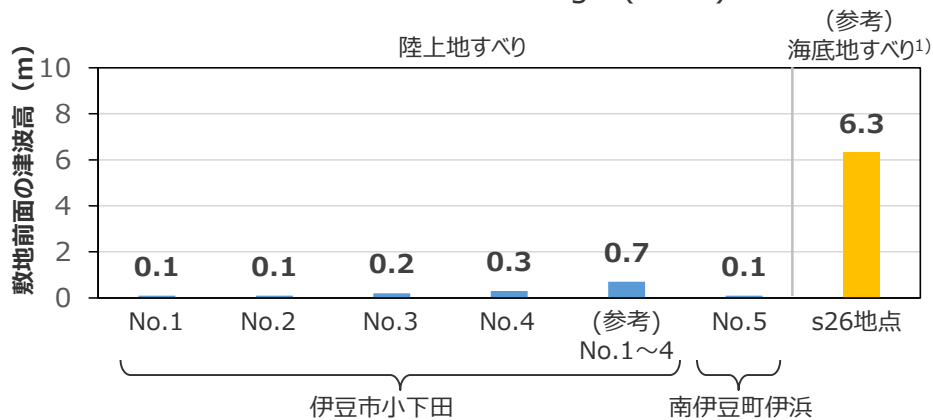 陸上地すべり
(参考)
海底地すべり1)
敷地前面の津波高 (m)
10
8
6
4
2
0
0.1
0.1
0.2
0.3
0.7
0.1
6.3
No.1
No.2
No.3
No.4
(参考)
No.1～4
No.5
s26地点
伊豆市小下田
南伊豆町伊浜